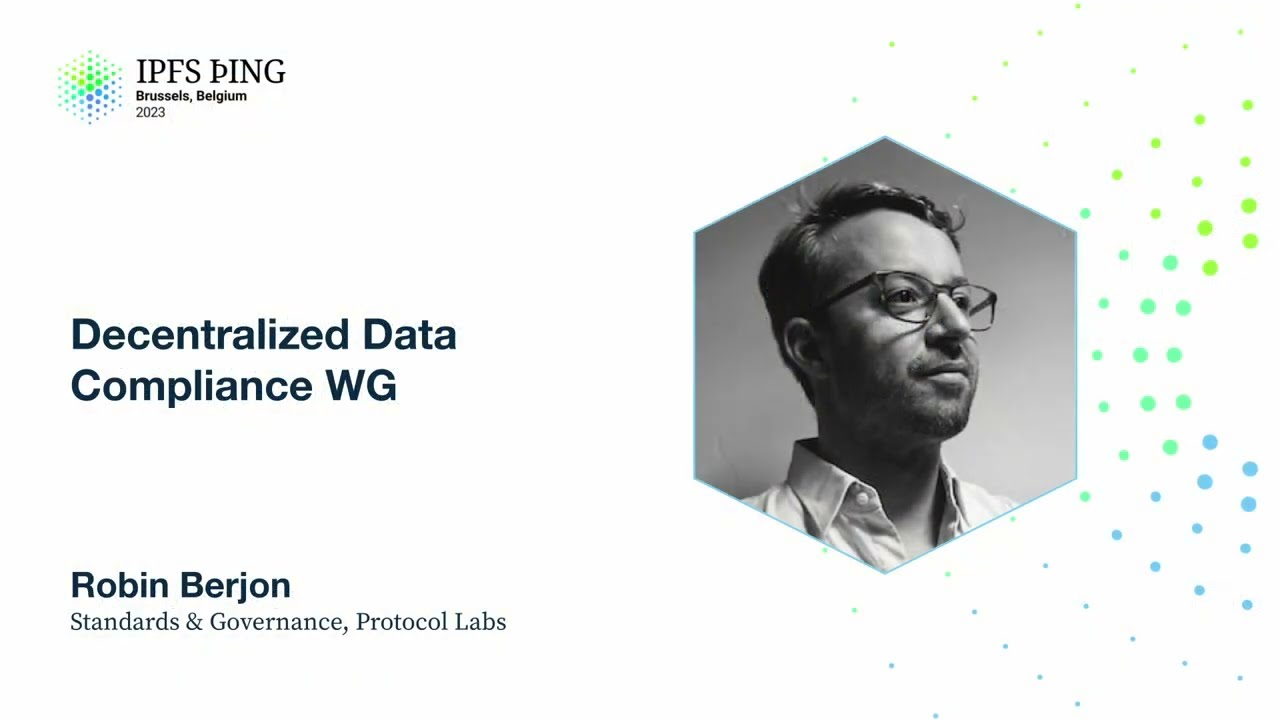 IPFS ÞING
Brussels, Belgium
2023
Decentralized Data
Compliance WG
Robin Berjon
Standards & Governance, Protocol Labs